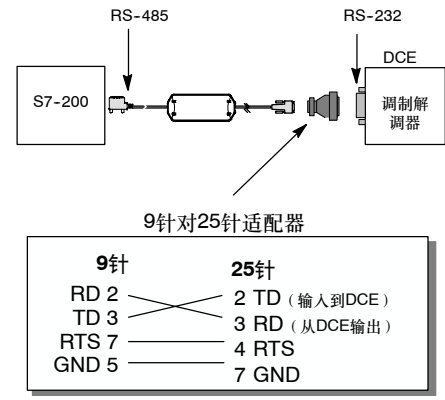 RS-485
RS-232
DCE
S7-200
调制解
调器
9针对25针适配器
9针
25针
RD 2
2 TD（输入到DCE）
TD 3
3 RD（从DCE输出）
RTS 7
4 RTS
GND 5
7 GND